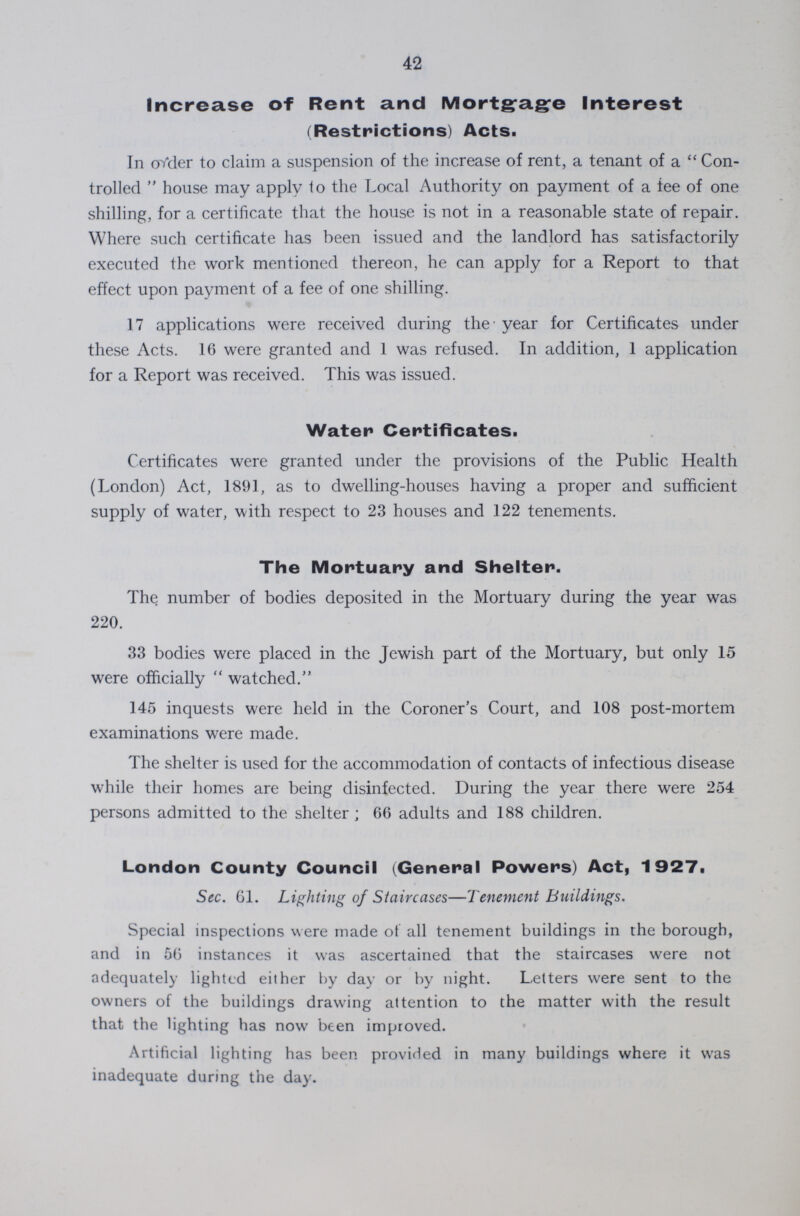 42
Increase of Rent and Mortgage Interest
(Restrictions) Acts.
In order to claim a suspension of the increase of rent, a tenant of a “ Con-
trolled ” house may apply to the Local Authority on payment of a fee of one
shilling, for a certificate that the house is not in a reasonable state of repair.
Where such certificate has been issued and the landlord has satisfactorily
executed the work mentioned thereon, he can apply for a Report to that
effect upon payment of a fee of one shilling.
17 applications were received during the year for Certificates under
these Acts. 16 were granted and 1 was refused. In addition, 1 application
for a Report was received. This was issued.
Water Certificates.
Certificates were granted under the provisions of the Public Health
(London) Act, 1891, as to dwelling-houses having a proper and sufficient
supply of water, with respect to 23 houses and 122 tenements.
The Mortuary and Shelter.
The number of bodies deposited in the Mortuary during the year was
220.
33 bodies were placed in the Jewish part of the Mortuary, but only 15
were officially “ watched.”
145 inquests were held in the Coroner’s Court, and 108 post-mortem
examinations were made.
The shelter is used for the accommodation of contacts of infectious disease
while their homes are being disinfected. During the year there were 254
persons admitted to the shelter ; 66 adults and 188 children.
London County Council (General Powers) Act, 1927.
Sec. 61. Lighting of Staircases—Tenement Buildings.
Special inspections were made of all tenement buildings in the borough,
and in 56 instances it was ascertained that the staircases were not
adequately lighted either by day or by night. Letters were sent to the
owners of the buildings drawing attention to the matter with the result
that the lighting has now been improved.
Artificial lighting has been provided in many buildings where it was
inadequate during the day.